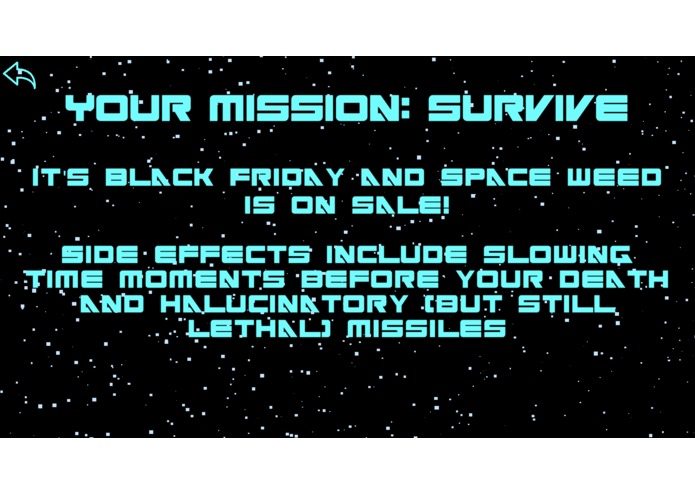 YOUR MISSION: SURVIVE
IT'S BLACK FRIDAY AND SPACE WEED
IS ON SALE!
SIDE EFFECTS INCLUDE SLOWING
TIME MOMENTS BEFORE YOUR DEATH
AND HALUCINATORY (BUT STILL
LETHAL) MISSILES